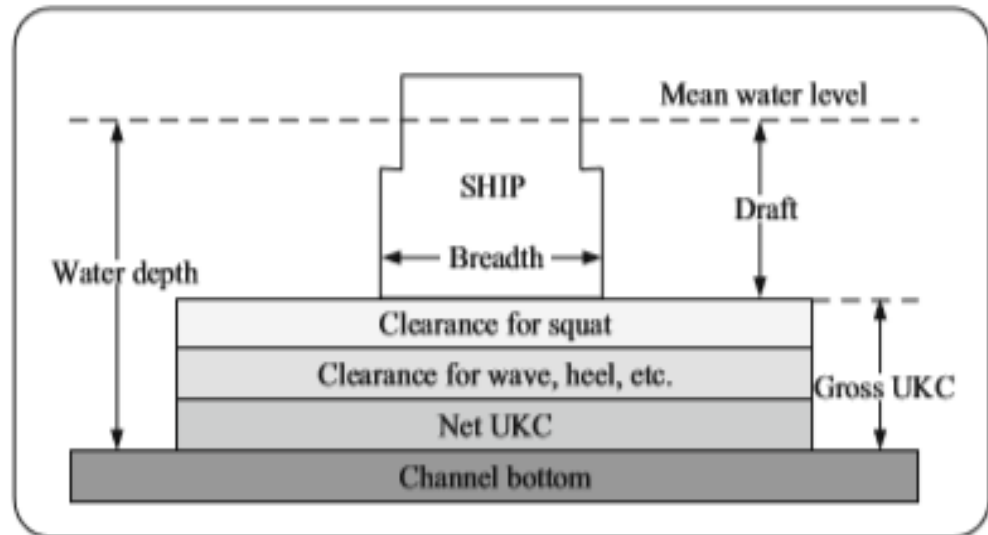 Mean water level
SHIP
Draft
Breadth
Water depth
Clearance for squat
Clearance for wave, heel, etc.
Gross UKC
Net UKC
Channel bottom